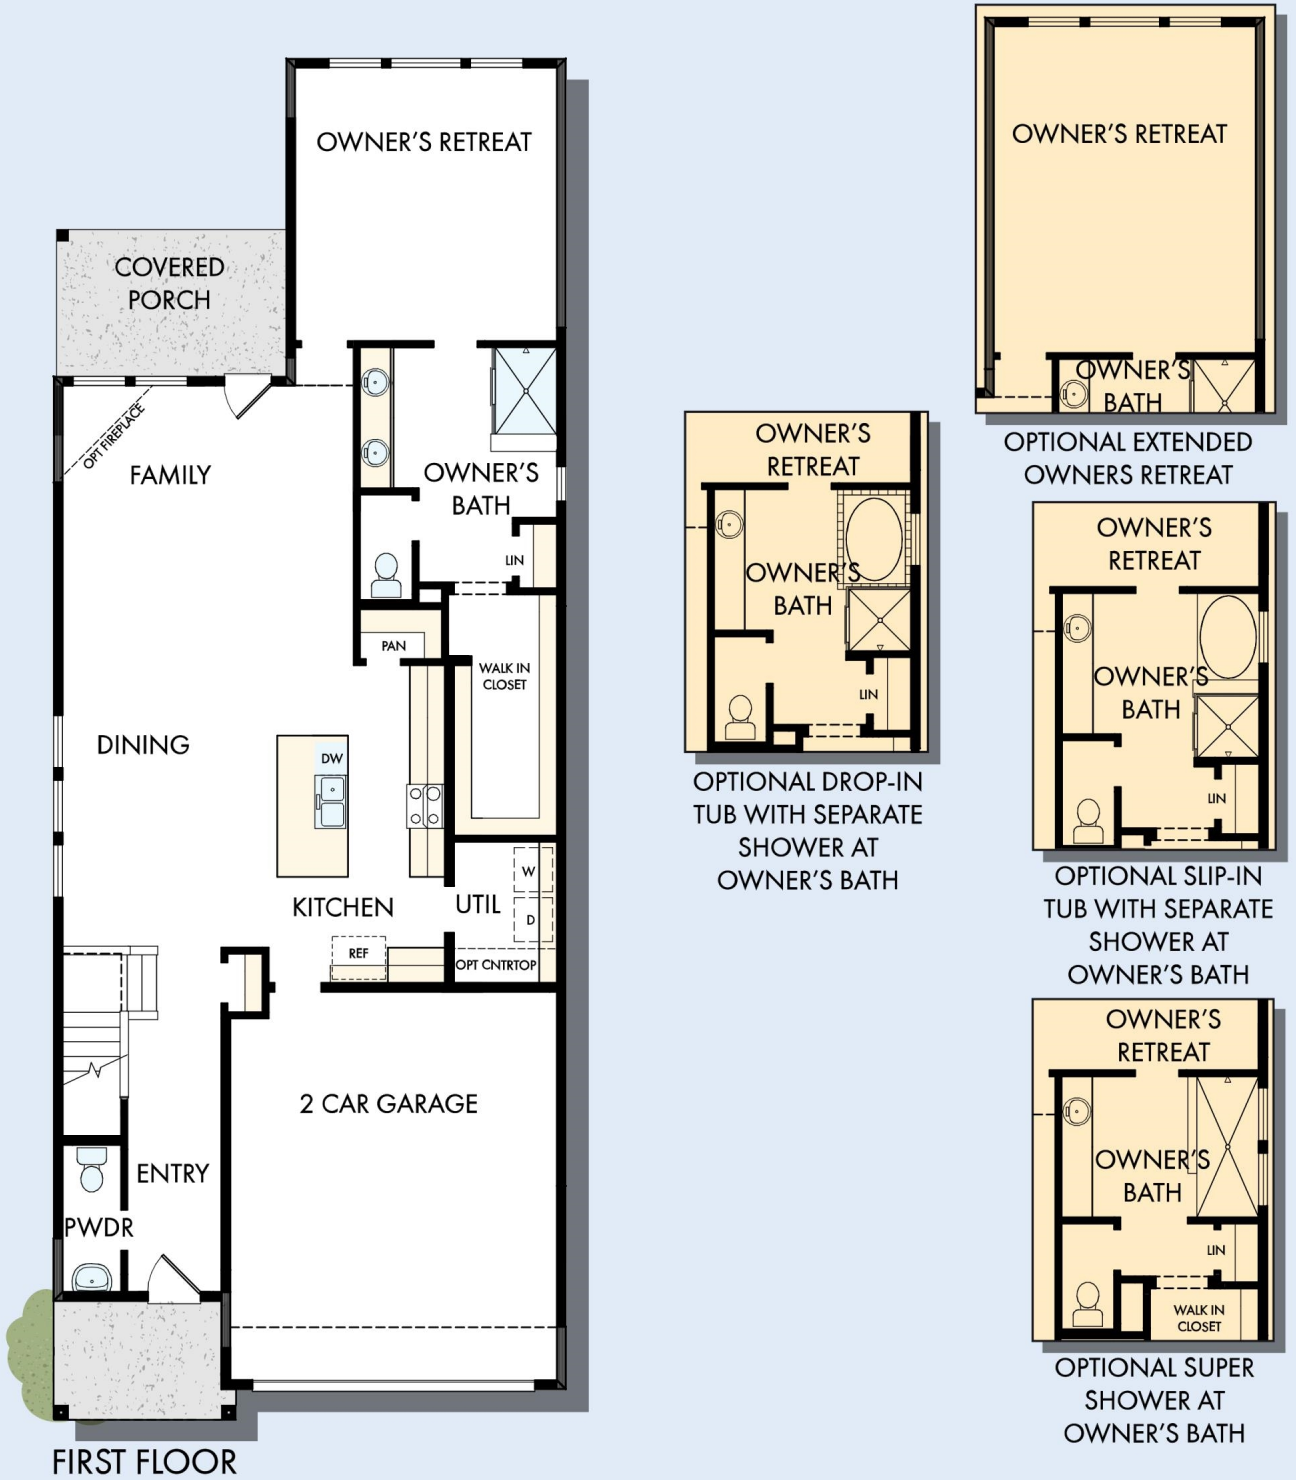 OWNER'S RETREAT
COVERED
PORCH
OPT FIREPLACE
FAMILY
OWNER'S
BATH
LIN
PAN
WALK IN
CLOSET
DINING
DW
KITCHEN
UTIL
W
D
REF
OPT CNTRTOP
2 CAR GARAGE
ENTRY
PWDR
FIRST FLOOR
OWNER'S
RETREAT
OWNER'S
BATH
LIN
OPTIONAL DROP-IN
TUB WITH SEPARATE
SHOWER AT
OWNER'S BATH
OWNER'S RETREAT
OWNER'S
BATH
OPTIONAL EXTENDED
OWNERS RETREAT
OWNER'S
RETREAT
OWNER'S
BATH
LIN
OPTIONAL SLIP-IN
TUB WITH SEPARATE
SHOWER AT
OWNER'S BATH
OWNER'S
RETREAT
OWNER'S
BATH
LIN
WALK IN
CLOSET
OPTIONAL SUPER
SHOWER AT
OWNER'S BATH